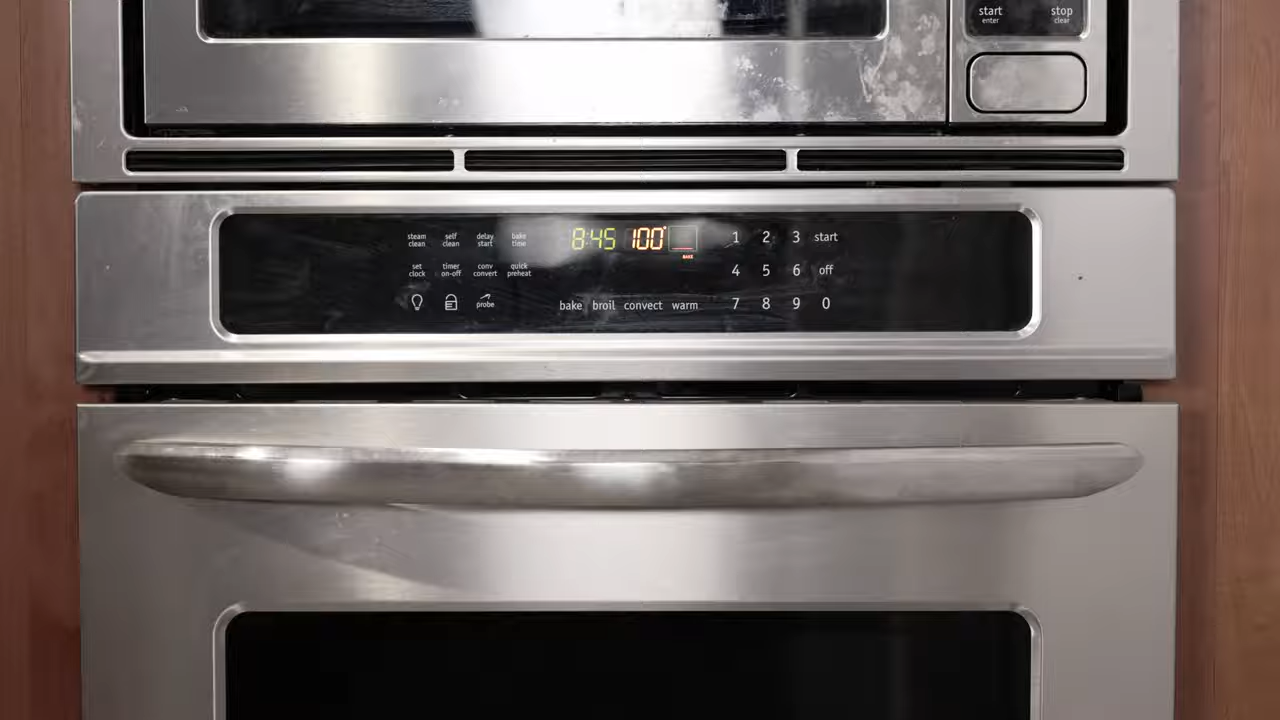 start stop
enter clear
steam clean self clean delay start bake time 8:45 100° 1 2 3 start
BAKE
set clock timer on-off conv convert quick preheat 4 5 6 off
probe bake broil convect warm 7 8 9 0